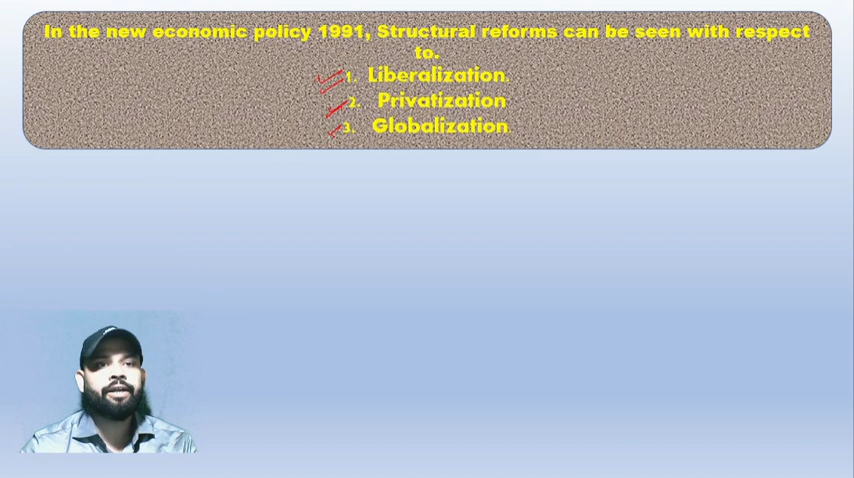 In the new economic policy 1991, Structural reforms can be seen with respect
to.
1. Liberalization.
2. Privatization
3. Globalization